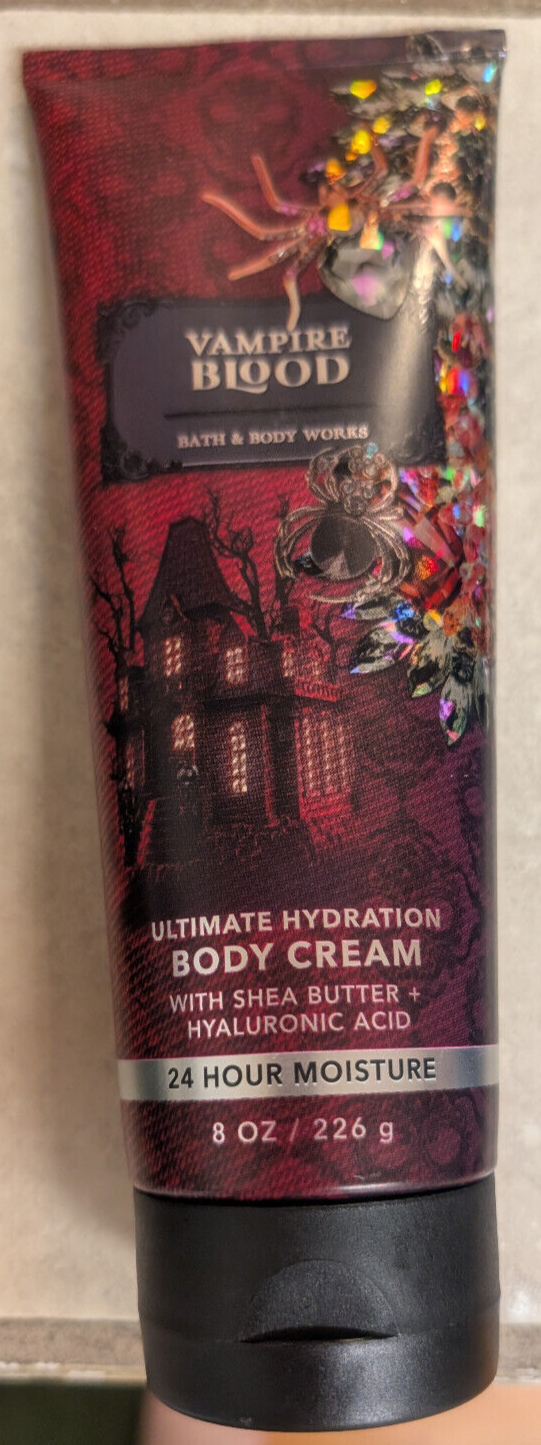 VAMPIRE
BLOOD
BATH & BODY WORKS
ULTIMATE HYDRATION
BODY CREAM
WITH SHEA BUTTER +
HYALURONIC ACID
24 HOUR MOISTURE
8 OZ / 226 g